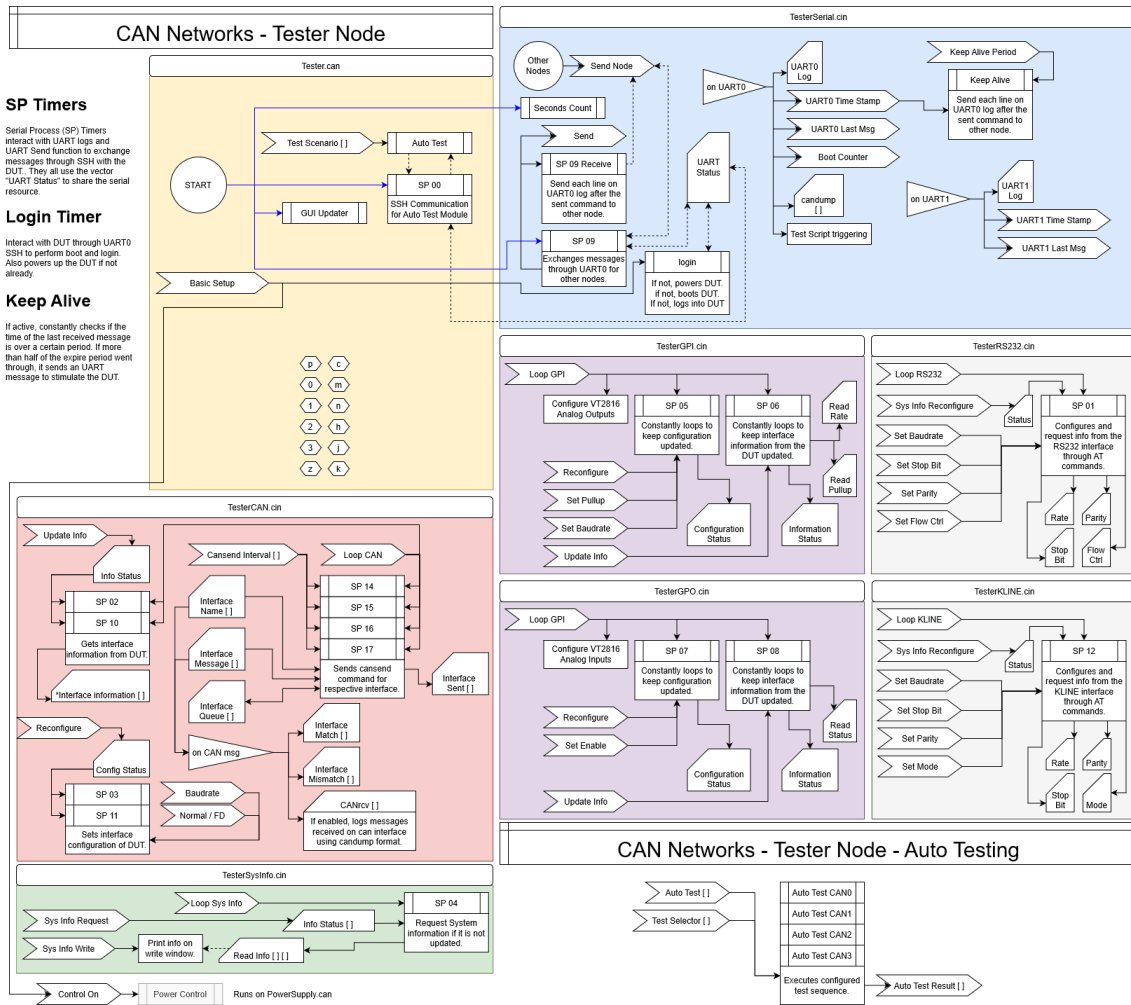 CAN Networks - Tester Node
SP Timers
Serial Process (SP) Timers
interact with UART logs and
UART Send function to exchange
messages through SSH with the
DUT.. They all use the vector
"UART Status" to share the serial
resource.
Login Timer
Interact with DUT through UART0
SSH to perform boot and login.
Also powers up the DUT if not
already.
Keep Alive
If active, constantly checks if the
time of the last received message
is over a certain period. If more
than half of the expire period went
through, it sends an UART
message to stimulate the DUT.
Tester.can
START
Test Scenario [ ]
Auto Test
SP 00
SSH Communication
for Auto Test Module
GUI Updater
Basic Setup
p
c
0
m
1
n
2
h
3
j
z
k
TesterSerial.cin
Other
Nodes
Send Node
Seconds Count
Send
SP 09 Receive
Send each line on
UART0 log after the
sent command to
other node.
SP 09
Exchanges messages
through UART0 for
other nodes.
UART
Status
login
If not, powers DUT.
if not, boots DUT.
If not, logs into DUT
on UART0
UART0
Log
UART0 Time Stamp
UART0 Last Msg
Boot Counter
candump
[ ]
Test Script triggering
Keep Alive Period
Keep Alive
Send each line on
UART0 log after the
sent command to
other node.
on UART1
UART1
Log
UART1 Time Stamp
UART1 Last Msg
TesterGPI.cin
Loop GPI
Configure VT2816
Analog Outputs
SP 05
Constantly loops to
keep configuration
updated.
SP 06
Constantly loops to
keep interface
information from the
DUT updated.
Read
Rate
Read
Pullup
Reconfigure
Set Pullup
Set Baudrate
Update Info
Configuration
Status
Information
Status
TesterRS232.cin
Loop RS232
Sys Info Reconfigure
Status
Set Baudrate
Set Stop Bit
Set Parity
Set Flow Ctrl
SP 01
Configures and
request info from the
RS232 interface
through AT
commands.
Rate
Parity
Stop
Bit
Flow
Ctrl
TesterCAN.cin
Update Info
Info Status
SP 02
SP 10
Gets interface
information from DUT.
*Interface information [ ]
Reconfigure
Config Status
SP 03
SP 11
Sets interface
configuration of DUT.
Baudrate
Normal / FD
Cansend Interval [ ]
Loop CAN
Interface
Name [ ]
Interface
Message [ ]
Interface
Queue [ ]
SP 14
SP 15
SP 16
SP 17
Sends cansend
command for
respective interface.
Interface
Sent [ ]
on CAN msg
Interface
Match [ ]
Interface
Mismatch [ ]
CANrcv [ ]
If enabled, logs messages
received on can interface
using candump format.
TesterGPO.cin
Loop GPI
Configure VT2816
Analog Inputs
SP 07
Constantly loops to
keep configuration
updated.
SP 08
Constantly loops to
keep interface
information from the
DUT updated.
Read
Status
Reconfigure
Set Enable
Update Info
Configuration
Status
Information
Status
TesterKLINE.cin
Loop KLINE
Sys Info Reconfigure
Status
Set Baudrate
Set Stop Bit
Set Parity
Set Mode
SP 12
Configures and
request info from the
KLINE interface
through AT
commands.
Rate
Parity
Stop
Bit
Mode
TesterSysInfo.cin
Loop Sys Info
Sys Info Request
Info Status [ ]
Sys Info Write
Print info on
write window.
Read Info [ ] [ ]
SP 04
Request System
information if it is not
updated.
Control On
Power Control
Runs on PowerSupply.can
CAN Networks - Tester Node - Auto Testing
Auto Test [ ]
Test Selector [ ]
Auto Test CAN0
Auto Test CAN1
Auto Test CAN2
Auto Test CAN3
Executes configured
test sequence.
Auto Test Result [ ]